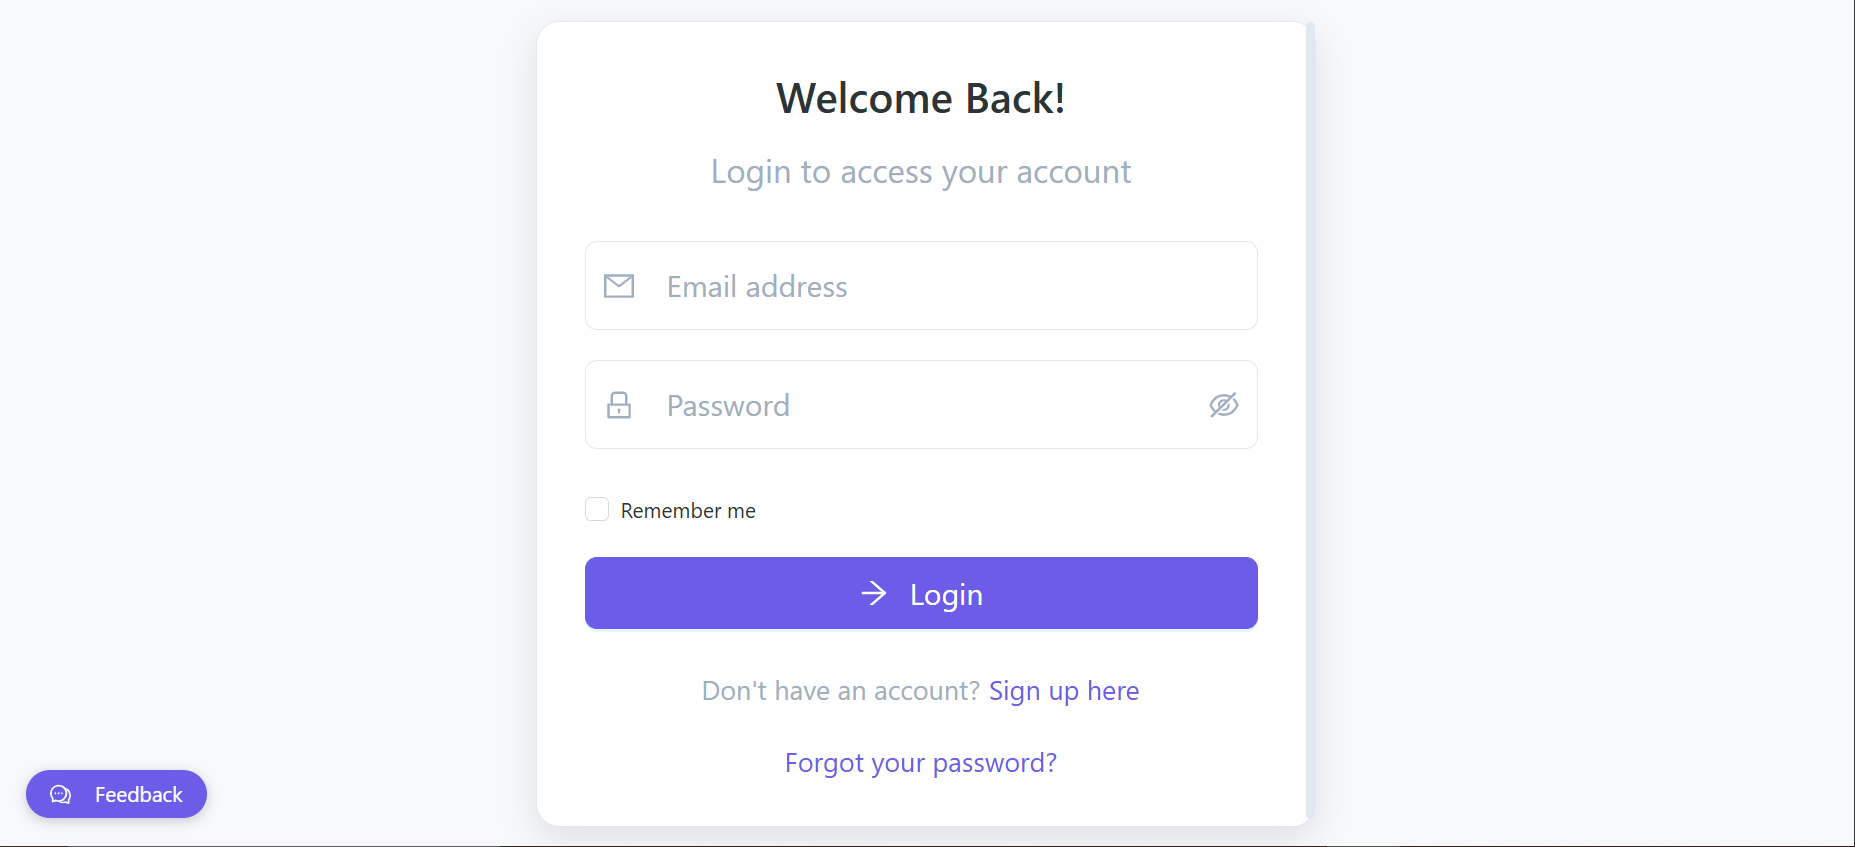 Welcome Back!
Login to access your account
Email address
Password
Remember me
Login
Don't have an account? Sign up here
Forgot your password?
Feedback